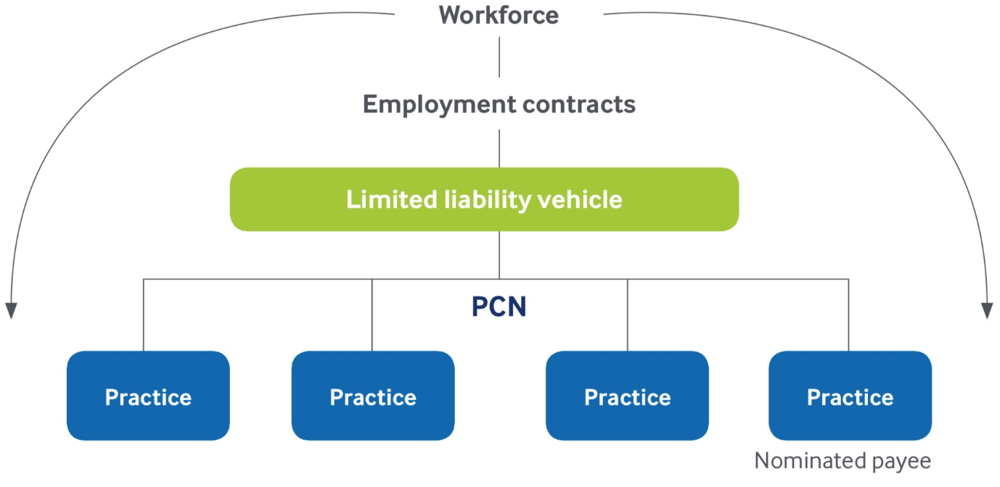 Workforce
Employment contracts
Limited liability vehicle
PCN
Practice
Practice
Practice
Practice
Nominated payee